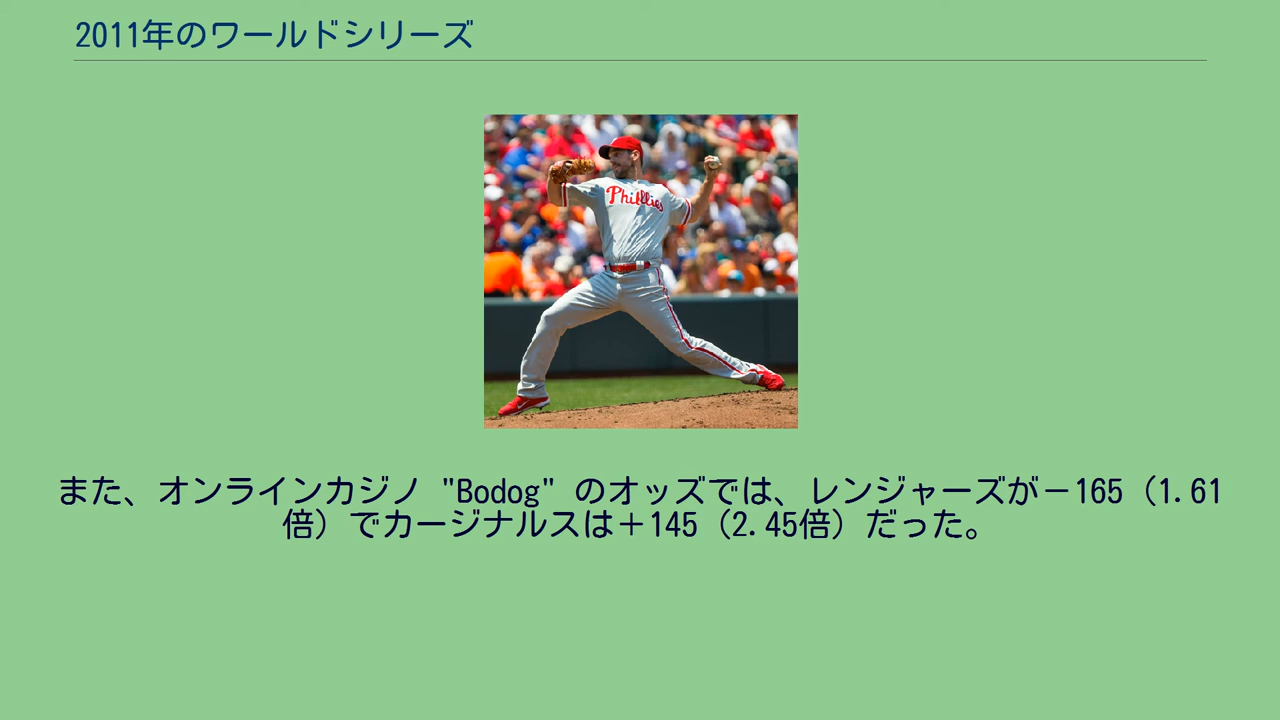 2011年のワールドシリーズ
Phillies
また、オンラインカジノ "Bodog" のオッズでは、レンジャーズが－165（1.61
倍）でカージナルスは＋145（2.45倍）だった。